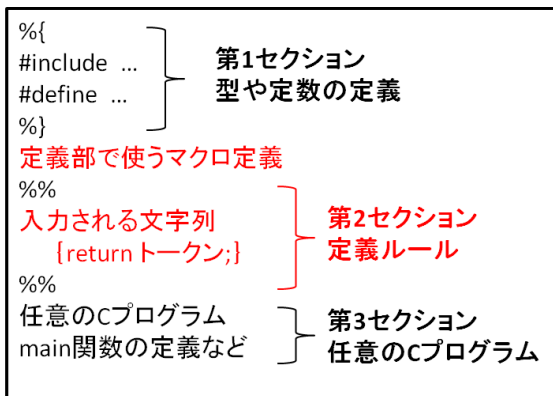 %{
#include ...
#define ...
%}
第1セクション
型や定数の定義
定義部で使うマクロ定義
%%
入力される文字列
{return トークン;}
%%
第2セクション
定義ルール
任意のCプログラム
main関数の定義など
第3セクション
任意のCプログラム